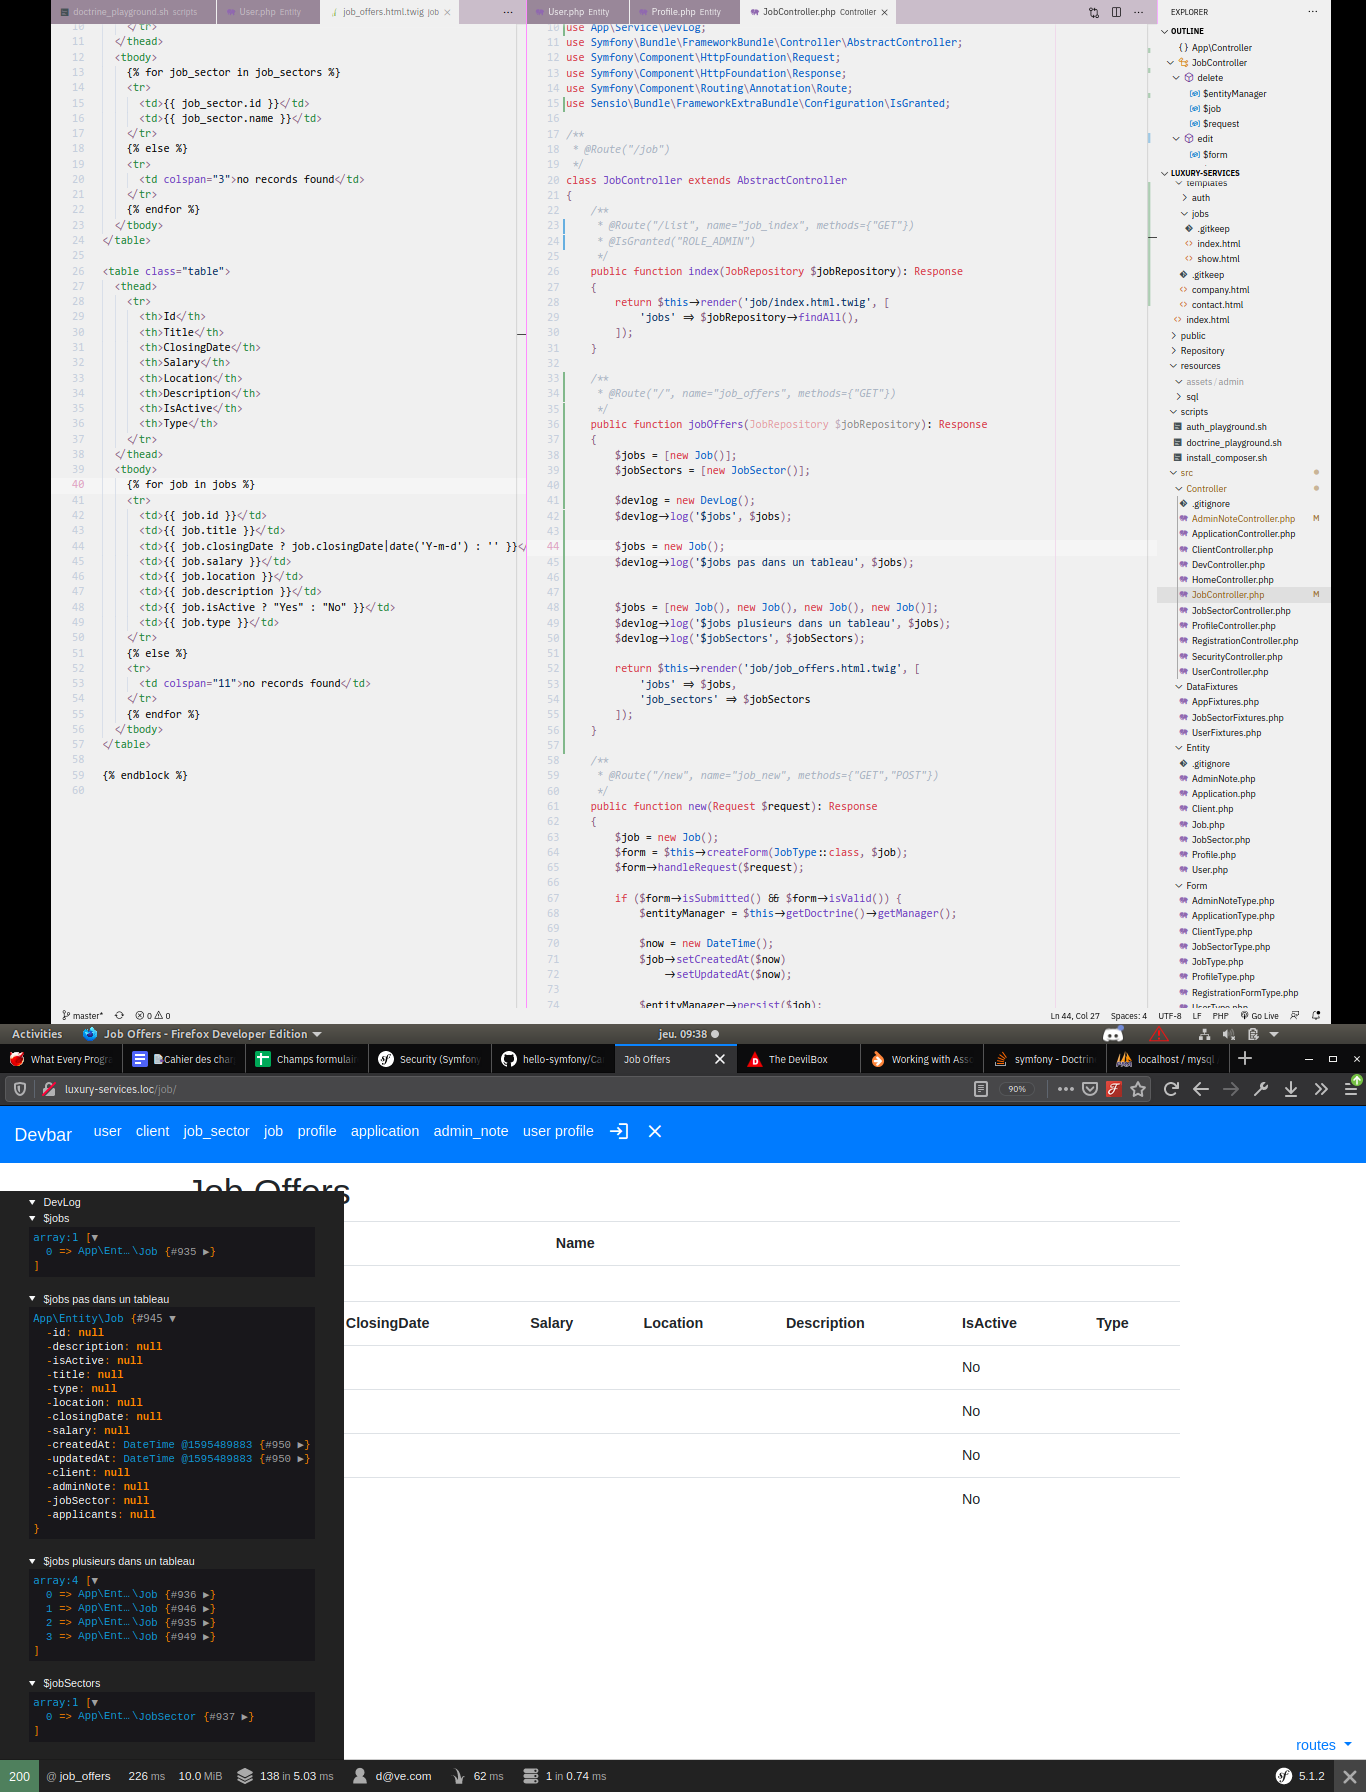 doctrine_playground.sh scripts
User.php Entity
job_offers.html.twig job
User.php Entity
Profile.php Entity
JobController.php Controller
10 </tr>
11 </thead>
12 <tbody>
13 {% for job_sector in job_sectors %}
14 <tr>
15 <td>{{ job_sector.id }}</td>
16 <td>{{ job_sector.name }}</td>
17 </tr>
18 {% else %}
19 <tr>
20 <td colspan="3">no records found</td>
21 </tr>
22 {% endfor %}
23 </tbody>
24 </table>
25
26 <table class="table">
27 <thead>
28 <tr>
29 <th>Id</th>
30 <th>Title</th>
31 <th>ClosingDate</th>
32 <th>Salary</th>
33 <th>Location</th>
34 <th>Description</th>
35 <th>IsActive</th>
36 <th>Type</th>
37 </tr>
38 </thead>
39 <tbody>
40 {% for job in jobs %}
41 <tr>
42 <td>{{ job.id }}</td>
43 <td>{{ job.title }}</td>
44 <td>{{ job.closingDate ? job.closingDate|date('Y-m-d') : '' }}</
45 <td>{{ job.salary }}</td>
46 <td>{{ job.location }}</td>
47 <td>{{ job.description }}</td>
48 <td>{{ job.isActive ? "Yes" : "No" }}</td>
49 <td>{{ job.type }}</td>
50 </tr>
51 {% else %}
52 <tr>
53 <td colspan="11">no records found</td>
54 </tr>
55 {% endfor %}
56 </tbody>
57 </table>
58
59 {% endblock %}
60
10 use App\Service\DevLog;
11 use Symfony\Bundle\FrameworkBundle\Controller\AbstractController;
12 use Symfony\Component\HttpFoundation\Request;
13 use Symfony\Component\HttpFoundation\Response;
14 use Symfony\Component\Routing\Annotation\Route;
15 use Sensio\Bundle\FrameworkExtraBundle\Configuration\IsGranted;
16
17 /**
18 * @Route("/job")
19 */
20 class JobController extends AbstractController
21 {
22 /**
23 * @Route("/list", name="job_index", methods={"GET"})
24 * @IsGranted("ROLE_ADMIN")
25 */
26 public function index(JobRepository $jobRepository): Response
27 {
28 return $this->render('job/index.html.twig', [
29 'jobs' => $jobRepository->findAll(),
30 ]);
31 }
32
33 /**
34 * @Route("/", name="job_offers", methods={"GET"})
35 */
36 public function jobOffers(JobRepository $jobRepository): Response
37 {
38 $jobs = [new Job()];
39 $jobSectors = [new JobSector()];
40
41 $devlog = new DevLog();
42 $devlog->log('$jobs', $jobs);
43
44 $jobs = new Job();
45 $devlog->log('$jobs pas dans un tableau', $jobs);
46
47
48 $jobs = [new Job(), new Job(), new Job(), new Job()];
49 $devlog->log('$jobs plusieurs dans un tableau', $jobs);
50 $devlog->log('$jobSectors', $jobSectors);
51
52 return $this->render('job/job_offers.html.twig', [
53 'jobs' => $jobs,
54 'job_sectors' => $jobSectors
55 ]);
56 }
57
58 /**
59 * @Route("/new", name="job_new", methods={"GET","POST"})
60 */
61 public function new(Request $request): Response
62 {
63 $job = new Job();
64 $form = $this->createForm(JobType::class, $job);
65 $form->handleRequest($request);
66
67 if ($form->isSubmitted() && $form->isValid()) {
68 $entityManager = $this->getDoctrine()->getManager();
69
70 $now = new DateTime();
71 $job->setCreatedAt($now)
72 ->setUpdatedAt($now);
73
74 $entityManager->persist($job);
EXPLORER
OUTLINE
{} App\Controller
JobController
delete
$entityManager
$job
$request
edit
$form
LUXURY-SERVICES
templates
auth
jobs
.gitkeep
index.html
show.html
.gitkeep
company.html
contact.html
index.html
public
Repository
resources
assets / admin
sql
scripts
auth_playground.sh
doctrine_playground.sh
install_composer.sh
src
Controller
.gitignore
AdminNoteController.php M
ApplicationController.php
ClientController.php
DevController.php
HomeController.php
JobController.php M
JobSectorController.php
ProfileController.php
RegistrationController.php
SecurityController.php
UserController.php
DataFixtures
AppFixtures.php
JobSectorFixtures.php
UserFixtures.php
Entity
.gitignore
AdminNote.php
Application.php
Client.php
Job.php
JobSector.php
Profile.php
User.php
Form
AdminNoteType.php
ApplicationType.php
ClientType.php
JobSectorType.php
JobType.php
ProfileType.php
RegistrationFormType.php
UserType.php
master* 0 0 Ln 44, Col 27 Spaces: 4 UTF-8 LF PHP Go Live
Activities Job Offers - Firefox Developer Edition jeu. 09:38
What Every Progr
Cahier des char
Champs formulai
Security (Symfony
hello-symfony/Ca
Job Offers
The DevilBox
Working with Asso
symfony - Doctrin
localhost / mysql
luxury-services.loc/job/ 90%
Devbar user client job_sector job profile application admin_note user profile
Job Offers
Name
ClosingDate Salary Location Description IsActive Type
No
No
No
No
DevLog
$jobs
array:1 [▼
0 => App\Ent…\Job {#935 ▶}
]
$jobs pas dans un tableau
App\Entity\Job {#945 ▼
-id: null
-description: null
-isActive: null
-title: null
-type: null
-location: null
-closingDate: null
-salary: null
-createdAt: DateTime @1595489883 {#950 ▶}
-updatedAt: DateTime @1595489883 {#950 ▶}
-client: null
-adminNote: null
-jobSector: null
-applicants: null
}
$jobs plusieurs dans un tableau
array:4 [▼
0 => App\Ent…\Job {#936 ▶}
1 => App\Ent…\Job {#946 ▶}
2 => App\Ent…\Job {#935 ▶}
3 => App\Ent…\Job {#949 ▶}
]
$jobSectors
array:1 [▼
0 => App\Ent…\JobSector {#937 ▶}
]
routes
200 @ job_offers 226 ms 10.0 MiB 138 in 5.03 ms d@ve.com 62 ms 1 in 0.74 ms 5.1.2